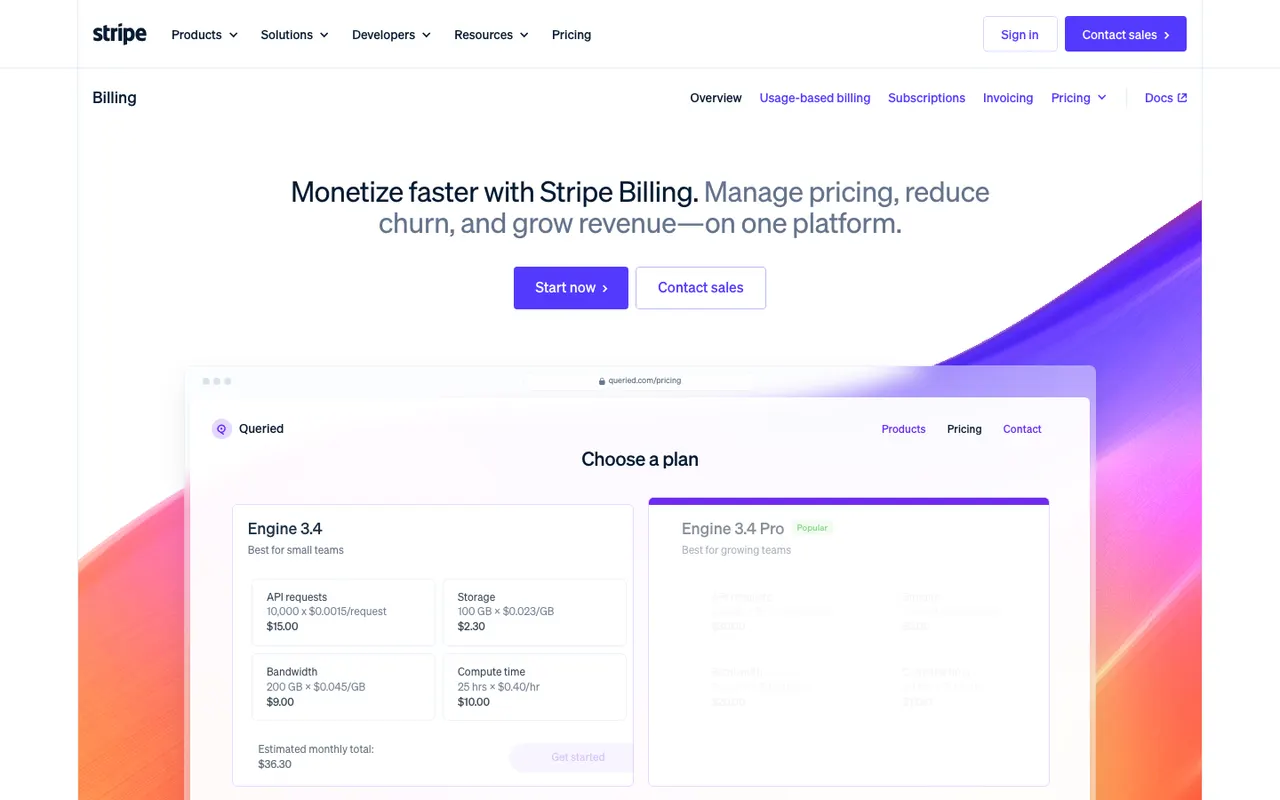 stripe
Products
Solutions
Developers
Resources
Pricing
Sign in
Contact sales
Billing
Overview
Usage-based billing
Subscriptions
Invoicing
Pricing
Docs
Monetize faster with Stripe Billing. Manage pricing, reduce
churn, and grow revenue—on one platform.
Start now
Contact sales
queried.com/pricing
Queried
Products
Pricing
Contact
Choose a plan
Engine 3.4
Best for small teams
API requests
10,000 x $0.0015/request
$15.00
Storage
100 GB × $0.023/GB
$2.30
Bandwidth
200 GB × $0.045/GB
$9.00
Compute time
25 hrs × $0.40/hr
$10.00
Estimated monthly total:
$36.30
Get started
Engine 3.4 Pro
Popular
Best for growing teams